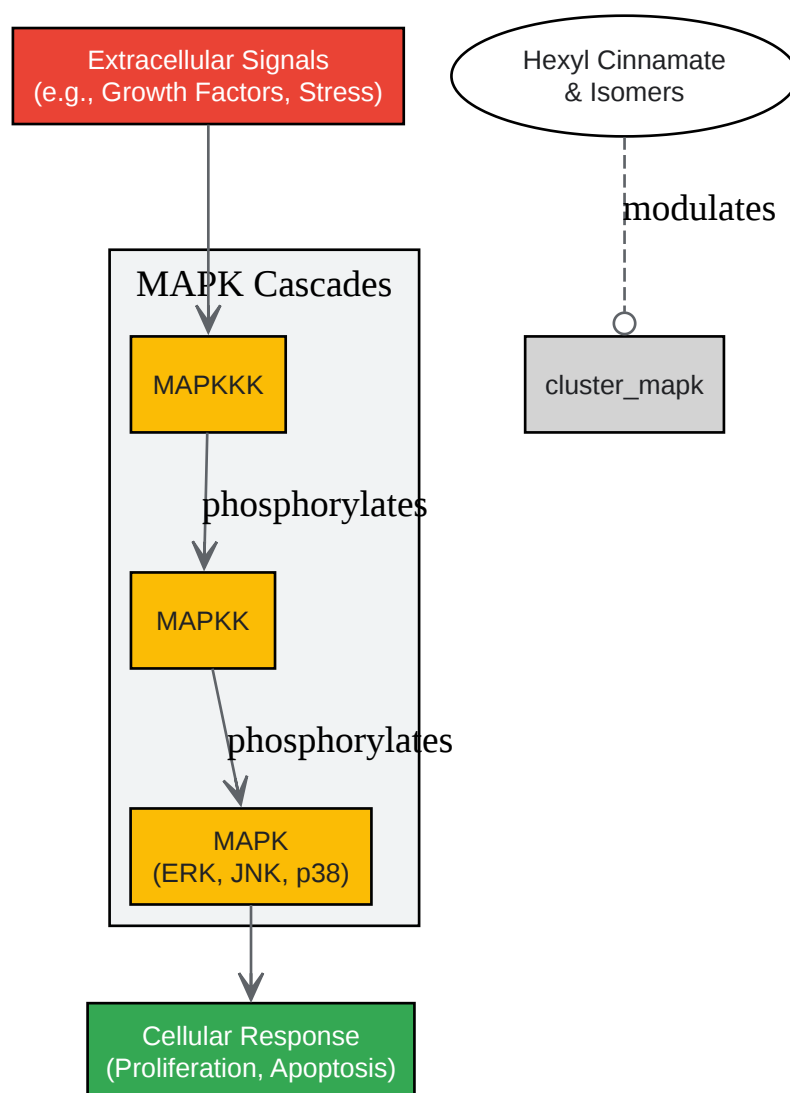 Extracellular Signals
(e.g., Growth Factors, Stress)
Hexyl Cinnamate
& Isomers
modulates
MAPK Cascades
MAPKKK
cluster_mapk
phosphorylates
MAPKK
phosphorylates
MAPK
(ERK, JNK, p38)
Cellular Response
(Proliferation, Apoptosis)